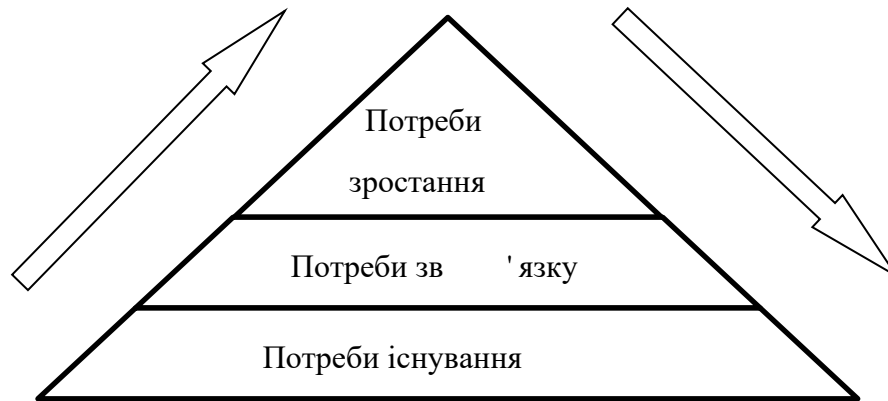 Потреби
зростання
Потреби зв ' язку
Потреби існування